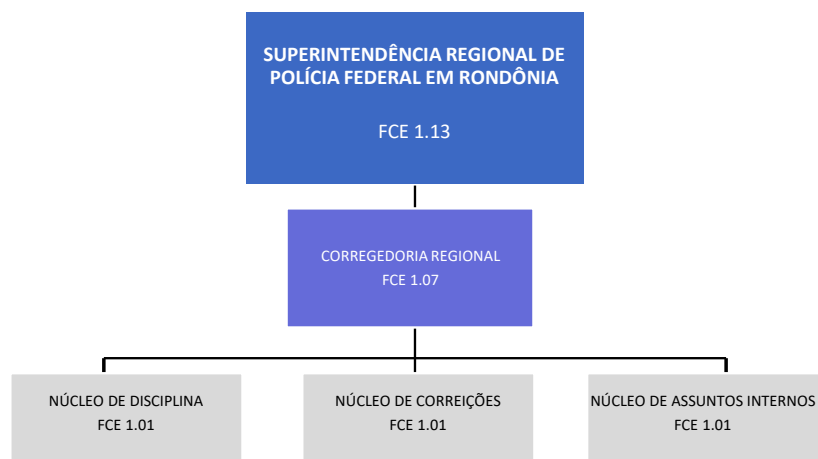 SUPERINTENDÊNCIA REGIONAL DE
POLÍCIA FEDERAL EM RONDÔNIA
FCE 1.13
CORREGEDORIA REGIONAL
FCE 1.07
NÚCLEO DE DISCIPLINA
FCE 1.01
NÚCLEO DE CORREIÇÕES
FCE 1.01
NÚCLEO DE ASSUNTOS INTERNOS
FCE 1.01